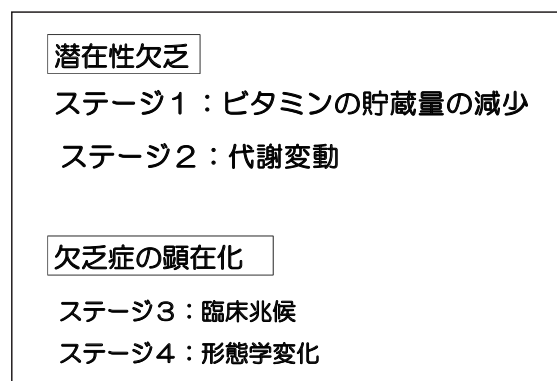 潜在性欠乏
ステージ1：ビタミンの貯蔵量の減少
ステージ2：代謝変動
欠乏症の顕在化
ステージ3：臨床兆候
ステージ4：形態学変化